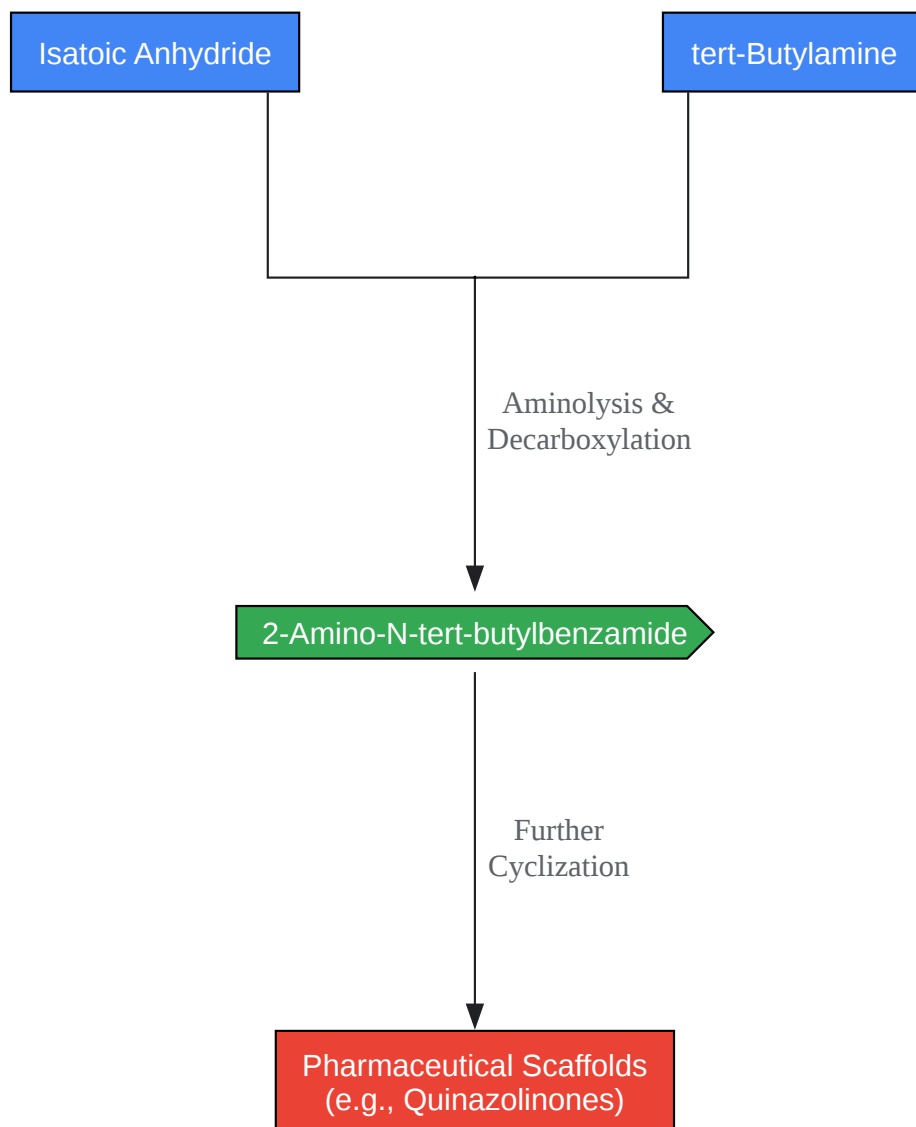 Isatoic Anhydride
tert-Butylamine
Aminolysis &
Decarboxylation
2-Amino-N-tert-butylbenzamide
Further
Cyclization
Pharmaceutical Scaffolds
(e.g., Quinazolinones)